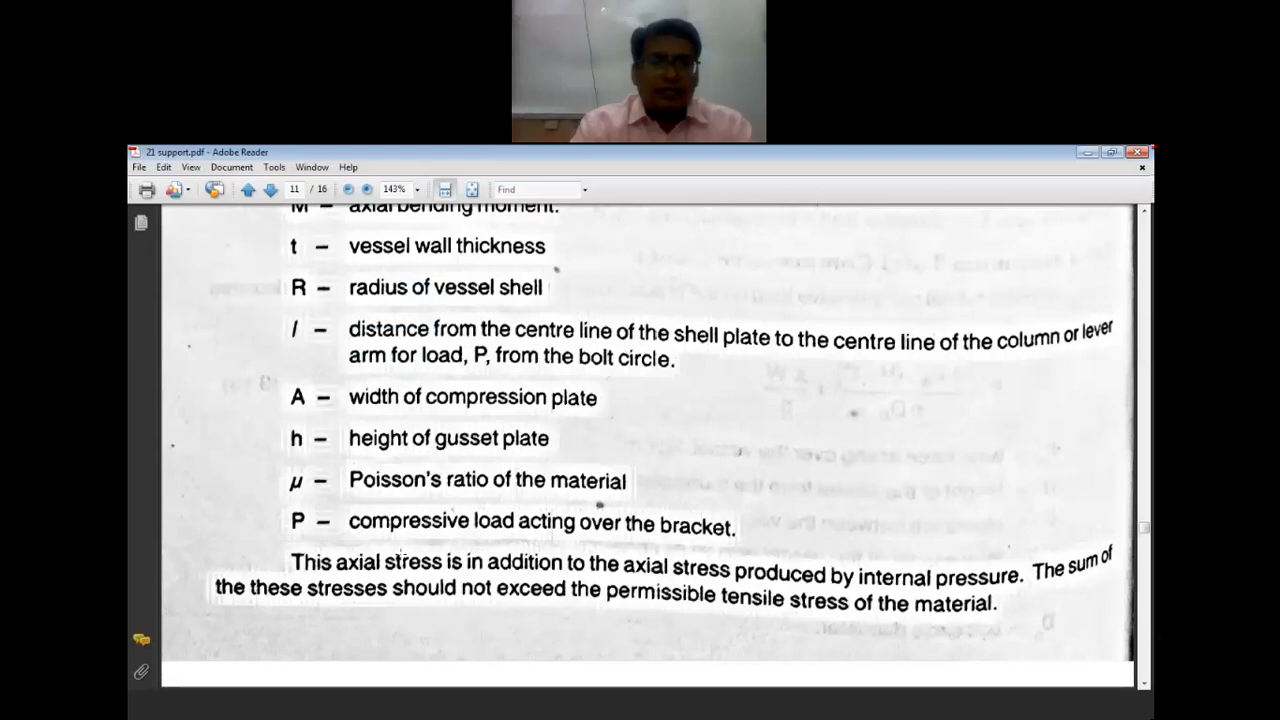 21 support.pdf - Adobe Reader
File Edit View Document Tools Window Help
11 / 16 143% Find
M – axial bending moment.
t – vessel wall thickness
R – radius of vessel shell
l – distance from the centre line of the shell plate to the centre line of the column or lever
arm for load, P, from the bolt circle.
A – width of compression plate
h – height of gusset plate
μ – Poisson's ratio of the material
P – compressive load acting over the bracket.
This axial stress is in addition to the axial stress produced by internal pressure. The sum of
the these stresses should not exceed the permissible tensile stress of the material.